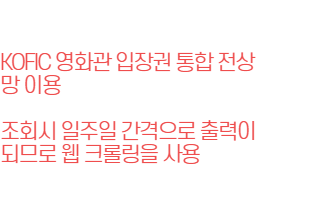 KOFIC 영화관 입장권 통합 전상
망 이용
조회시 일주일 간격으로 출력이
되므로 웹 크롤링을 사용